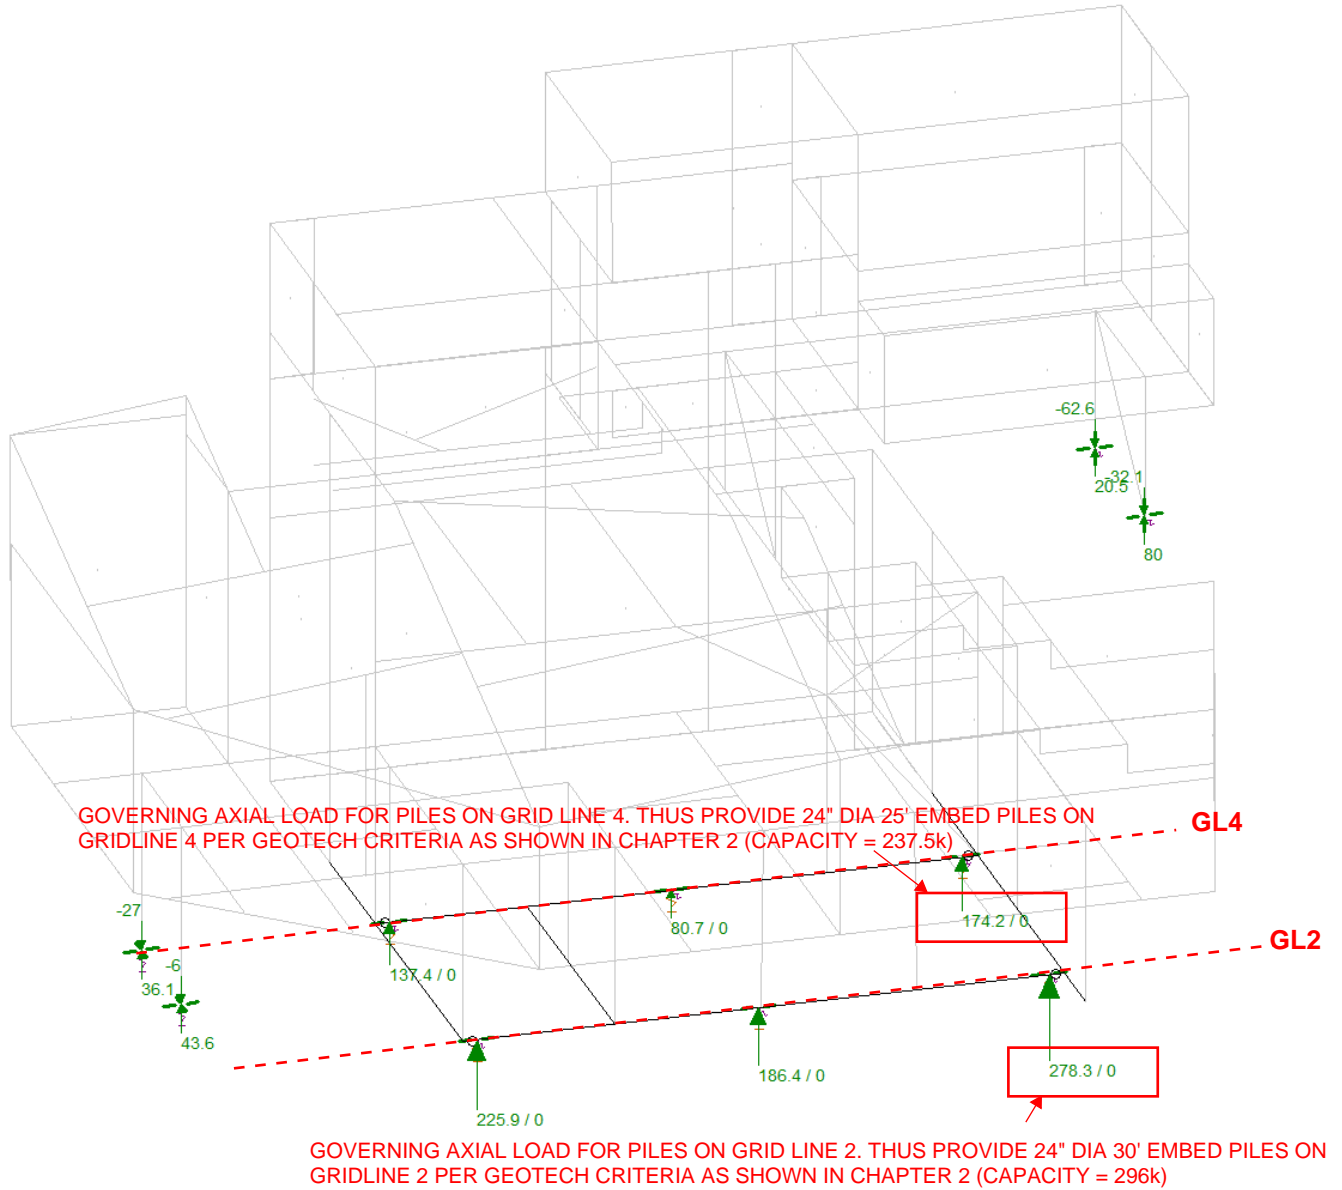 -62.6
-32.1
20.5
80
GOVERNING AXIAL LOAD FOR PILES ON GRID LINE 4. THUS PROVIDE 24" DIA 25' EMBED PILES ON
GRIDLINE 4 PER GEOTECH CRITERIA AS SHOWN IN CHAPTER 2 (CAPACITY = 237.5k)
GL4
-27
80.7 / 0
174.2 / 0
GL2
-6
137.4 / 0
36.1
43.6
186.4 / 0
278.3 / 0
225.9 / 0
GOVERNING AXIAL LOAD FOR PILES ON GRID LINE 2. THUS PROVIDE 24" DIA 30' EMBED PILES ON
GRIDLINE 2 PER GEOTECH CRITERIA AS SHOWN IN CHAPTER 2 (CAPACITY = 296k)